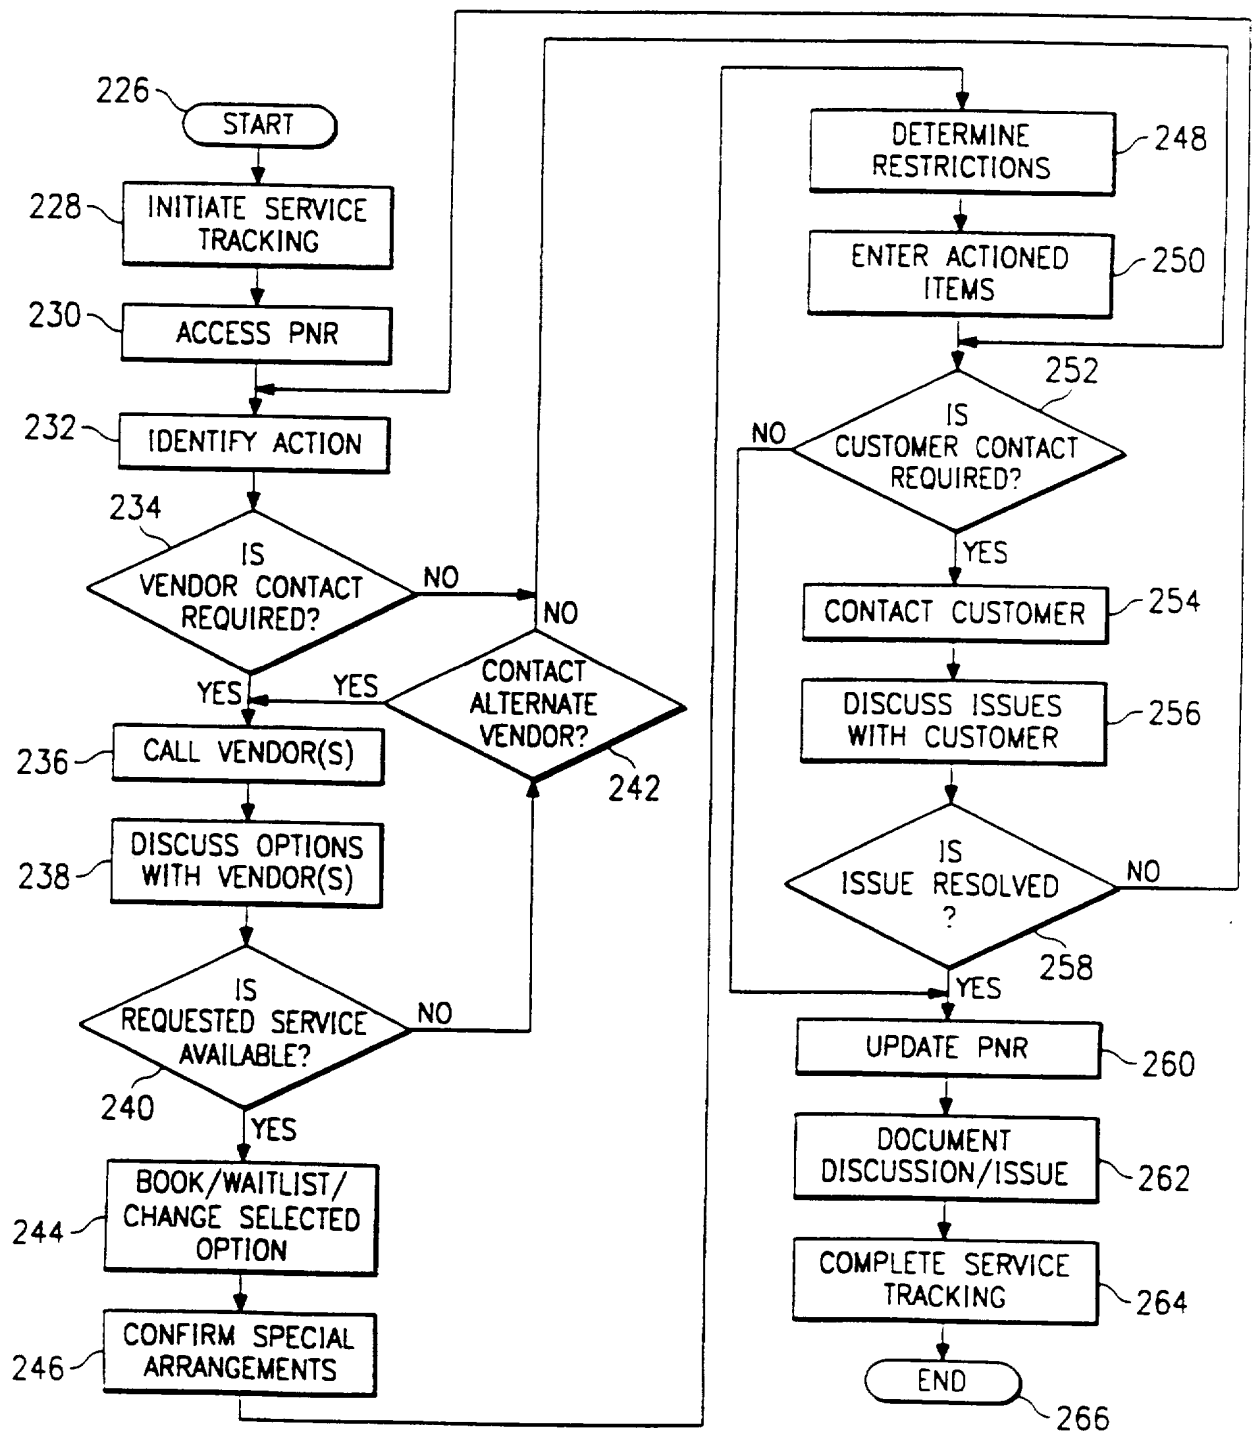 226
START
228
INITIATE SERVICE
TRACKING
230
ACCESS PNR
232
IDENTIFY ACTION
234
IS
VENDOR CONTACT
REQUIRED?
NO
YES
236
CALL VENDOR(S)
238
DISCUSS OPTIONS
WITH VENDOR(S)
IS
REQUESTED SERVICE
AVAILABLE?
240
NO
YES
NO
CONTACT
ALTERNATE
VENDOR?
YES
242
244
BOOK/WAITLIST/
CHANGE SELECTED
OPTION
246
CONFIRM SPECIAL
ARRANGEMENTS
DETERMINE
RESTRICTIONS
248
ENTER ACTIONED
ITEMS
250
252
IS
CUSTOMER CONTACT
REQUIRED?
NO
YES
CONTACT CUSTOMER
254
DISCUSS ISSUES
WITH CUSTOMER
256
IS
ISSUE RESOLVED
?
NO
258
YES
UPDATE PNR
260
DOCUMENT
DISCUSSION/ISSUE
262
COMPLETE SERVICE
TRACKING
264
END
266